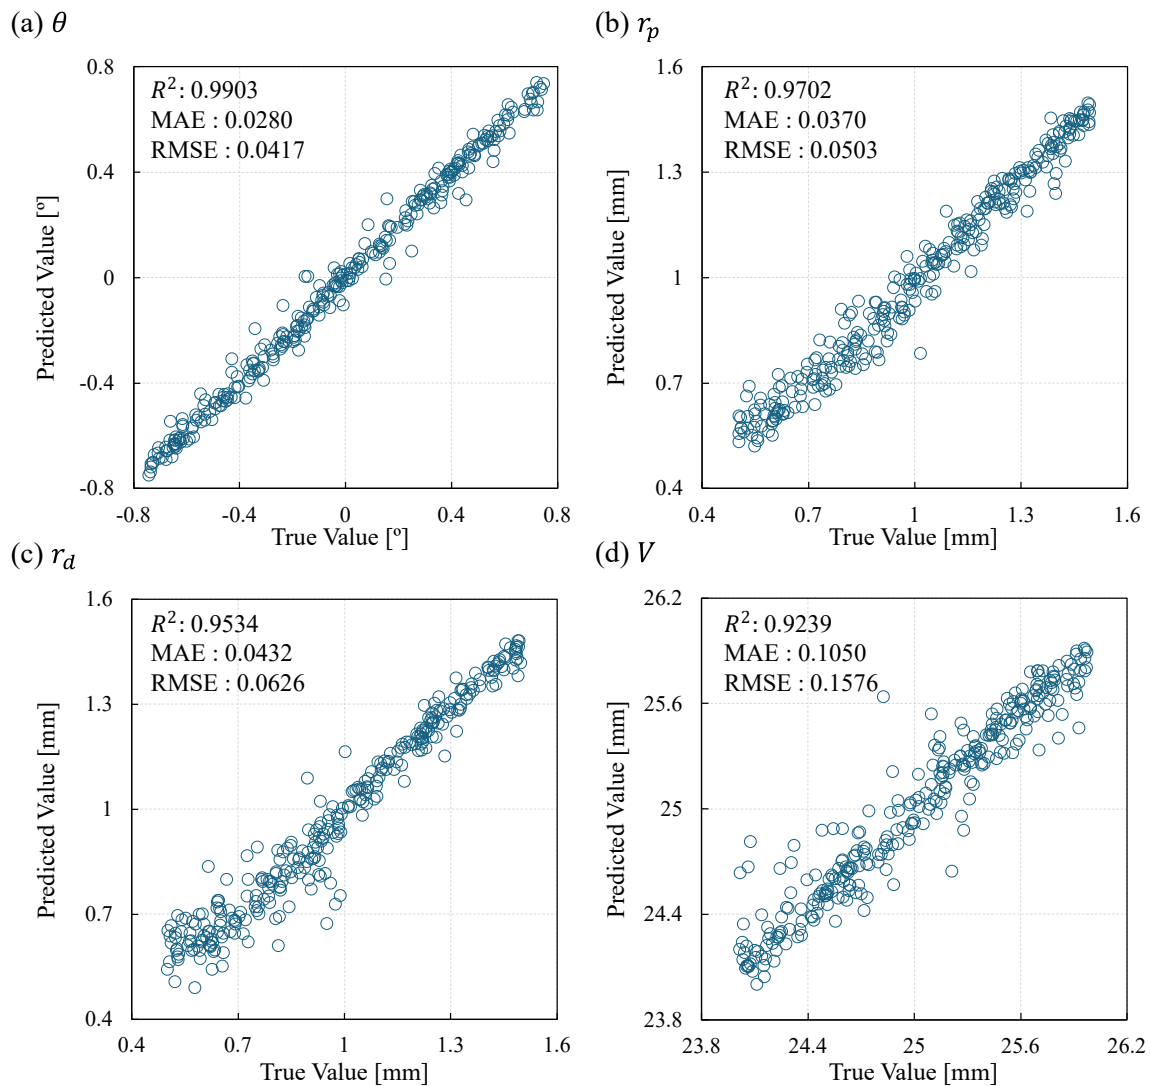 (a) θ
0.8
0.4
0
-0.4
-0.8
-0.8 -0.4 0 0.4 0.8
R²: 0.9903
MAE : 0.0280
RMSE : 0.0417
Predicted Value [º]
True Value [º]
(b) rₚ
1.6
1.3
1
0.7
0.4
0.4 0.7 1.0 1.3 1.6
R²: 0.9702
MAE : 0.0370
RMSE : 0.0503
Predicted Value [mm]
True Value [mm]
(c) r_d
1.6
1.3
1
0.7
0.4
0.4 0.7 1 1.3 1.6
R²: 0.9534
MAE : 0.0432
RMSE : 0.0626
Predicted Value [mm]
True Value [mm]
(d) V
26.2
25.6
25
24.4
23.8
23.8 24.4 25 25.6 26.2
R²: 0.9239
MAE : 0.1050
RMSE : 0.1576
Predicted Value [mm]
True Value [mm]